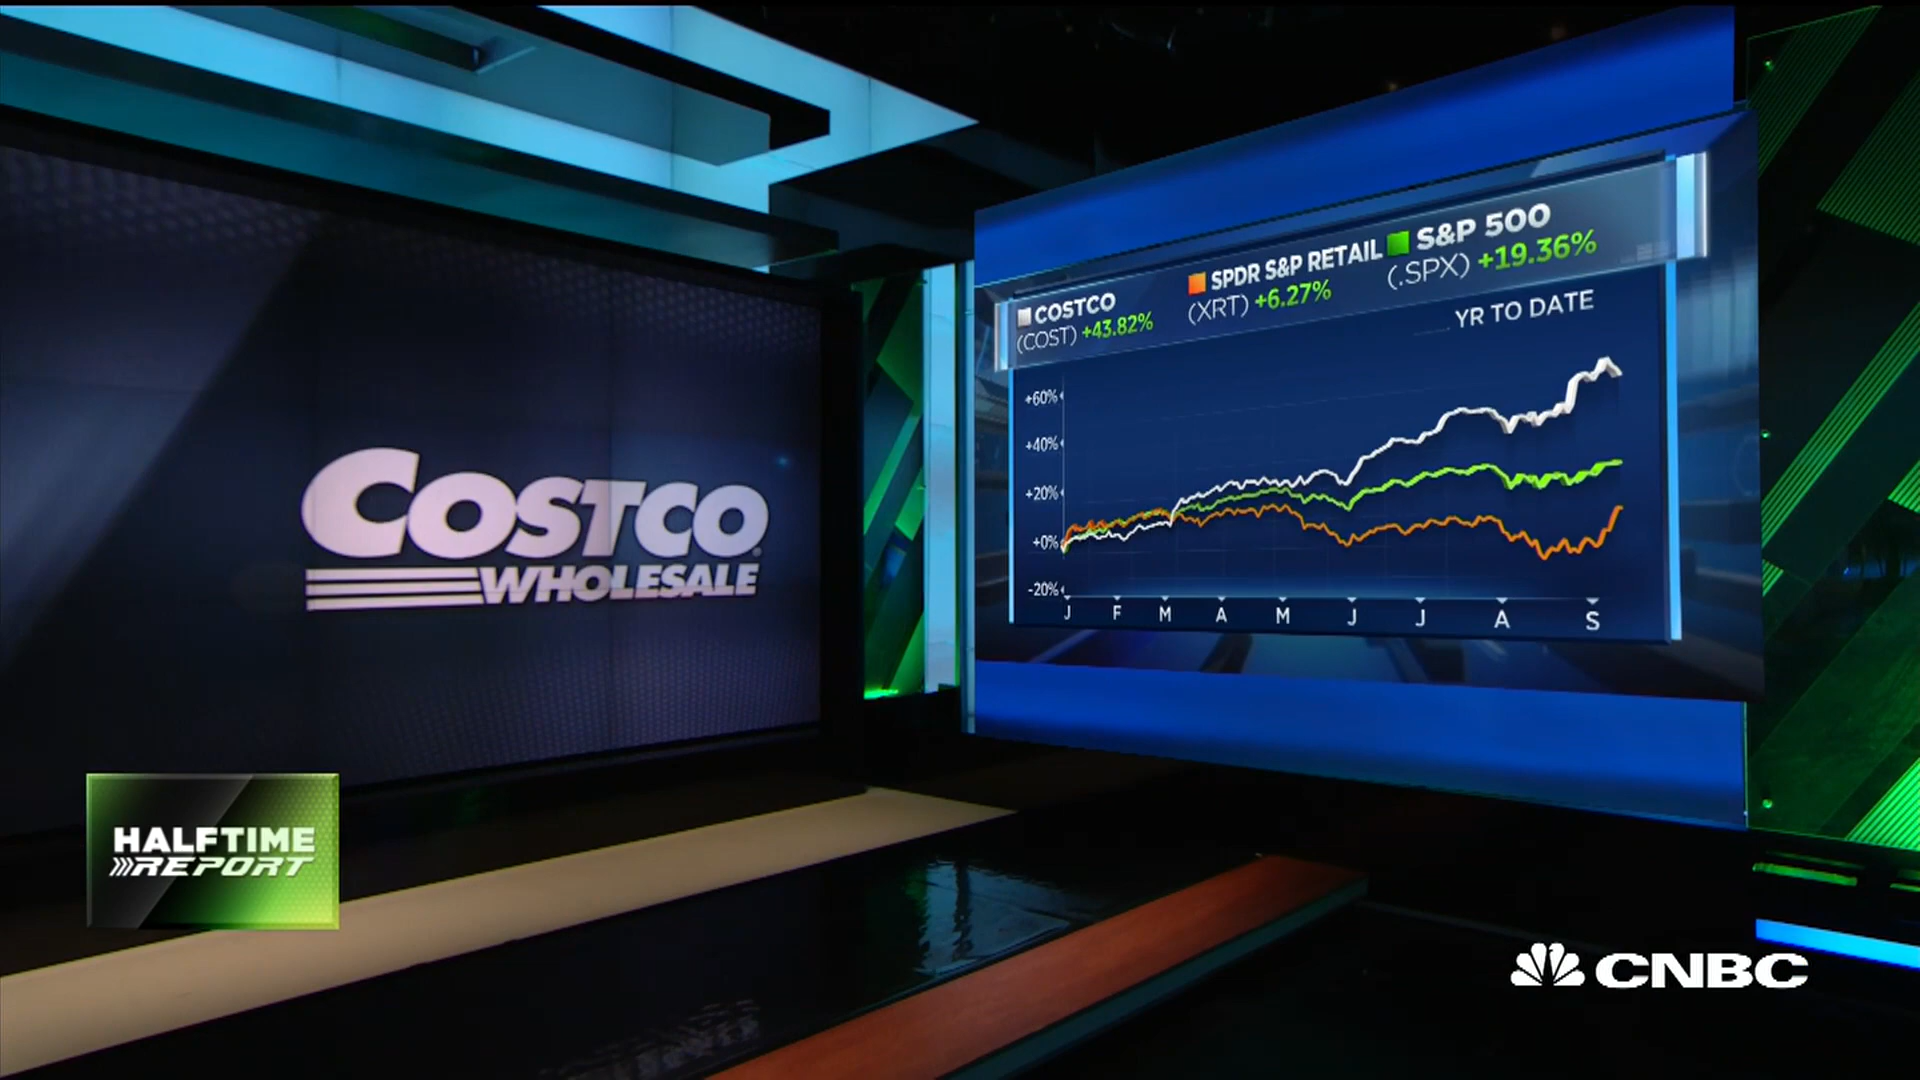 COSTCO
WHOLESALE
COSTCO
(COST) +43.82%
SPDR S&P RETAIL
(XRT) +6.27%
S&P 500
(.SPX) +19.36%
YR TO DATE
+60%
+40%
+20%
+0%
-20%
J F M A M J J A S
HALFTIME
REPORT
CNBC